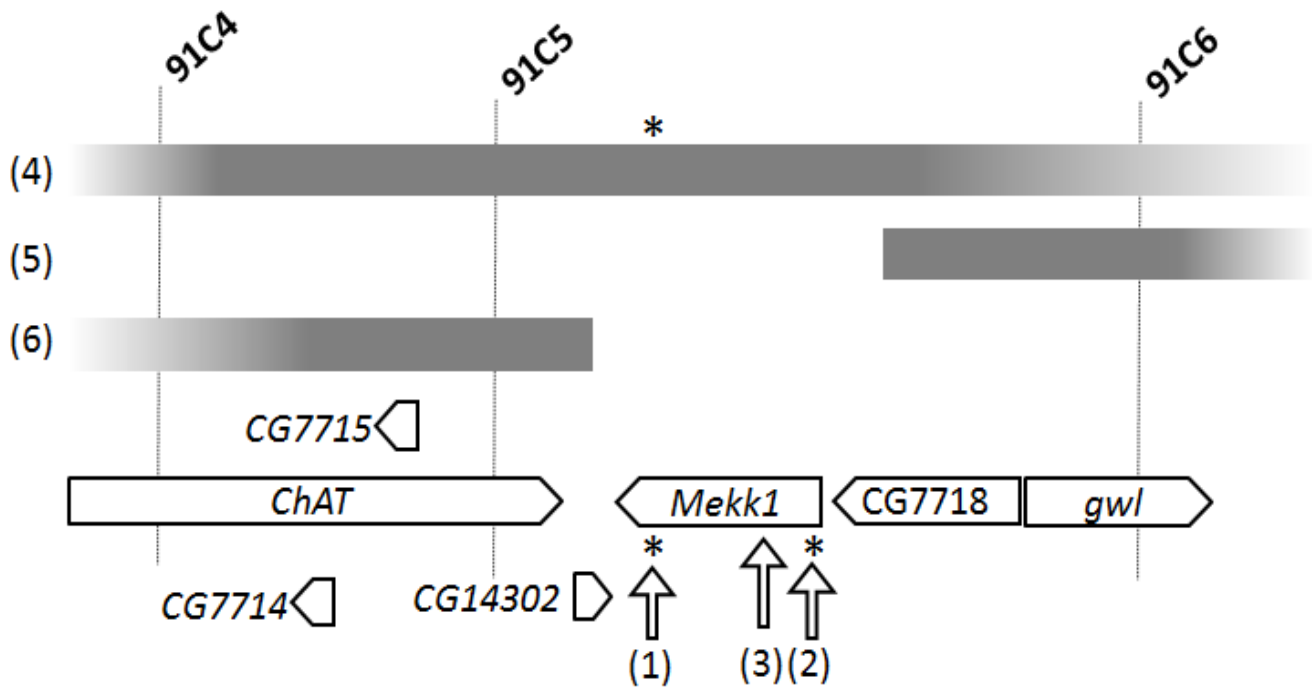 91C4 91C5 91C6
*
(4)
(5)
(6)
CG7715
ChAT Mekk1 CG7718 gwl
* *
CG7714 CG14302
(1) (3) (2)